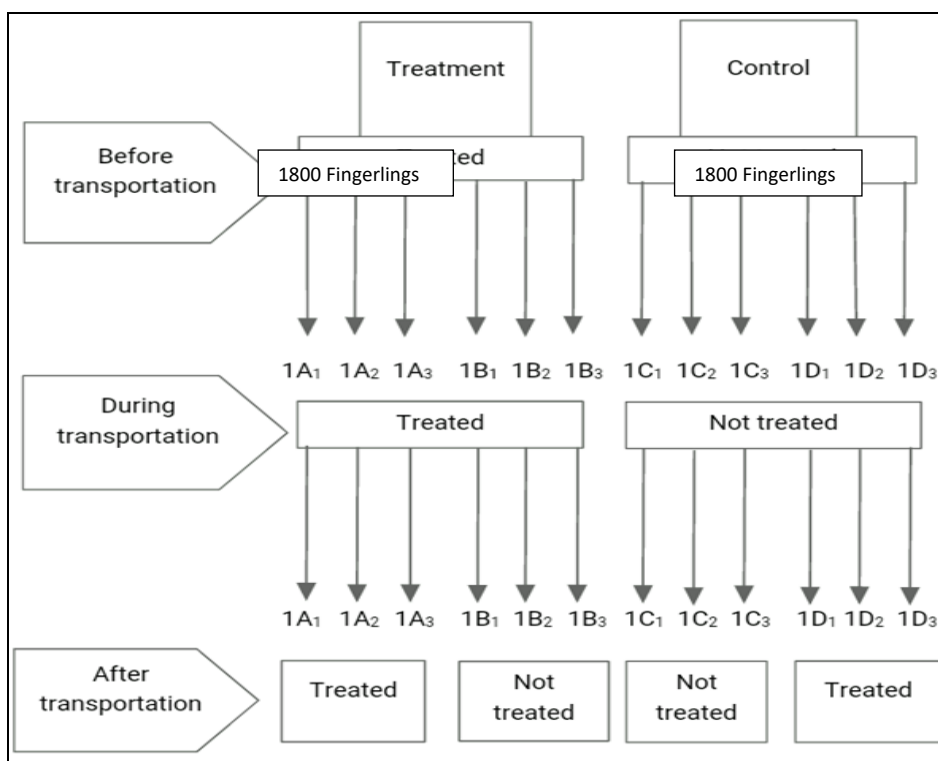 Treatment
Control
Before
transportation
1800 Fingerlings
1800 Fingerlings
1A₁ 1A₂ 1A₃ 1B₁ 1B₂ 1B₃ 1C₁ 1C₂ 1C₃ 1D₁ 1D₂ 1D₃
During
transportation
Treated
Not treated
1A₁ 1A₂ 1A₃ 1B₁ 1B₂ 1B₃ 1C₁ 1C₂ 1C₃ 1D₁ 1D₂ 1D₃
After
transportation
Treated
Not
treated
Not
treated
Treated